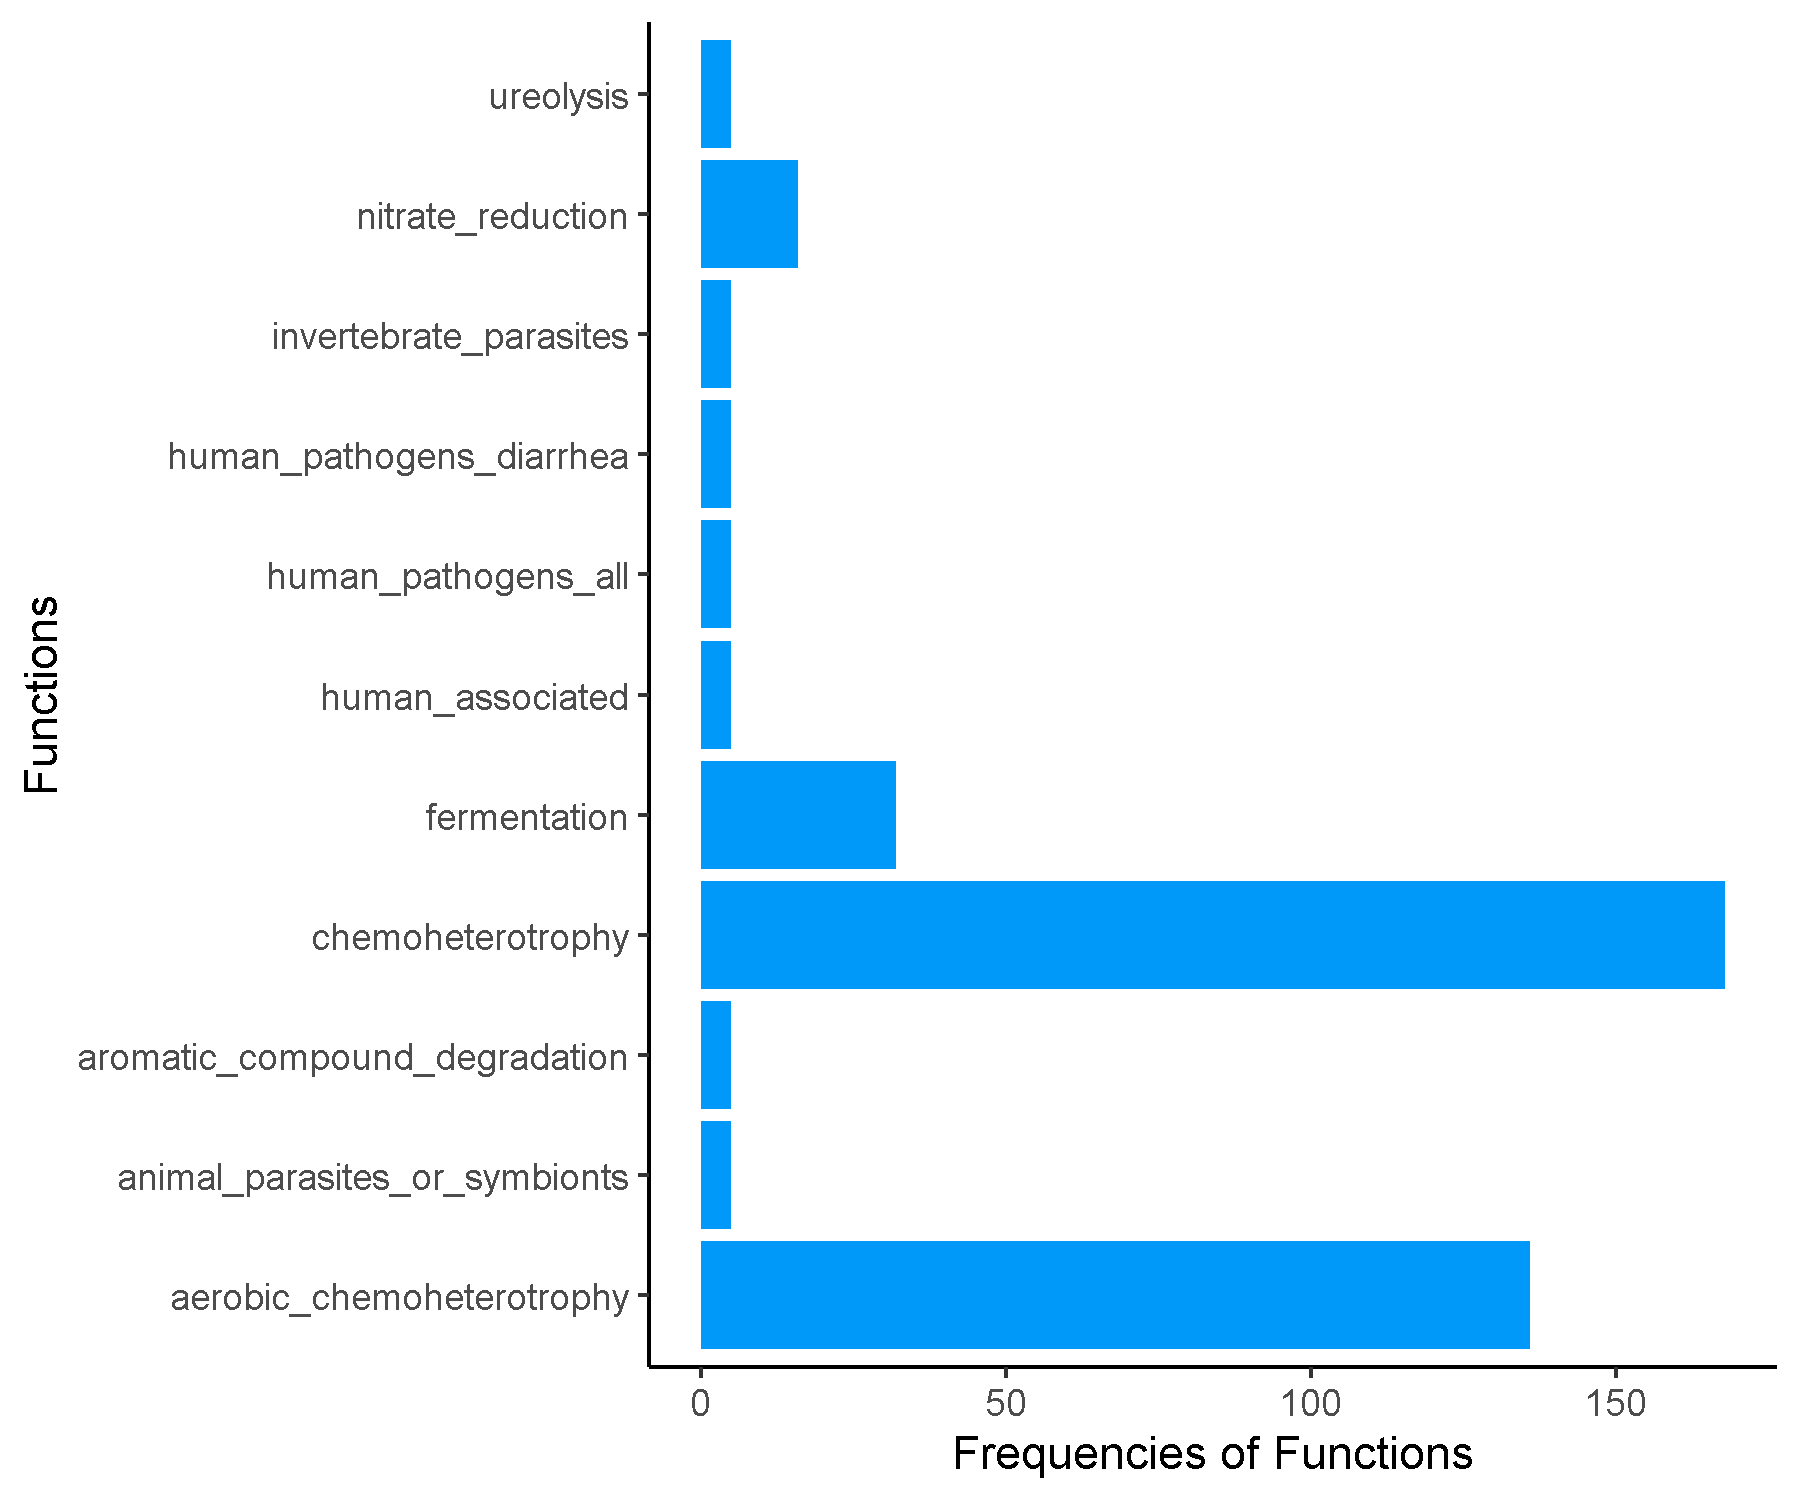 ureolysis
nitrate_reduction
invertebrate_parasites
human_pathogens_diarrhea
human_pathogens_all
human_associated
fermentation
chemoheterotrophy
aromatic_compound_degradation
animal_parasites_or_symbionts
aerobic_chemoheterotrophy
Functions
0 50 100 150
Frequencies of Functions